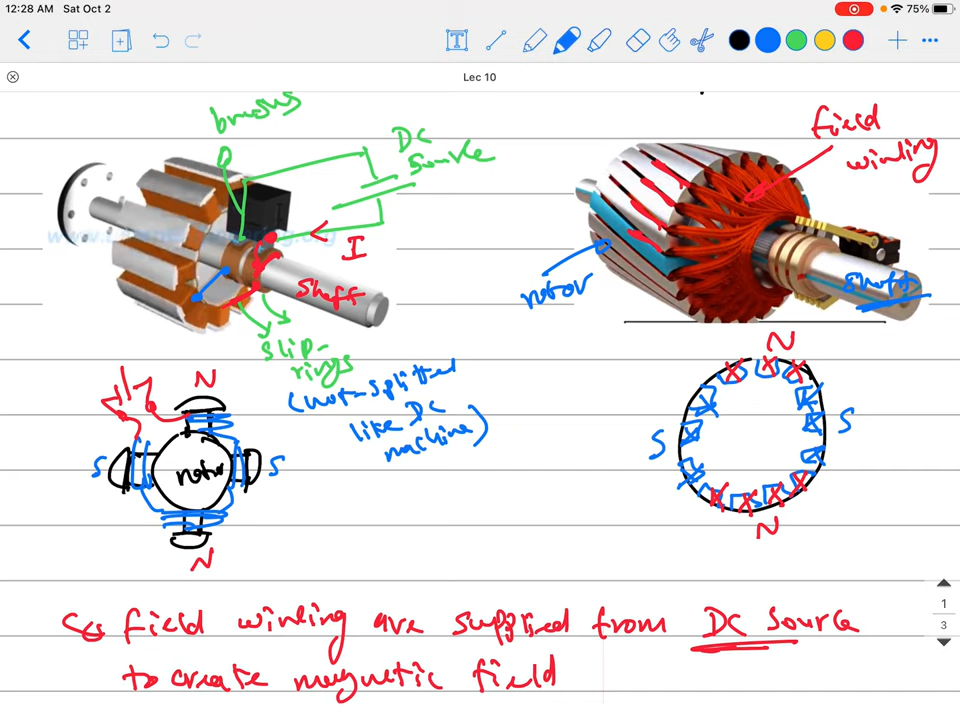 12:28 AM Sat Oct 2
75%
Lec 10
brushs
DC
Source
I
Shaft
slip-
rings
(not-splitted
like DC
machine)
field
winding
rotor
shaft
N
S
rotor
S
N
N
S
S
N
field winding are supplied from DC Source
to create magnetic field
1
3